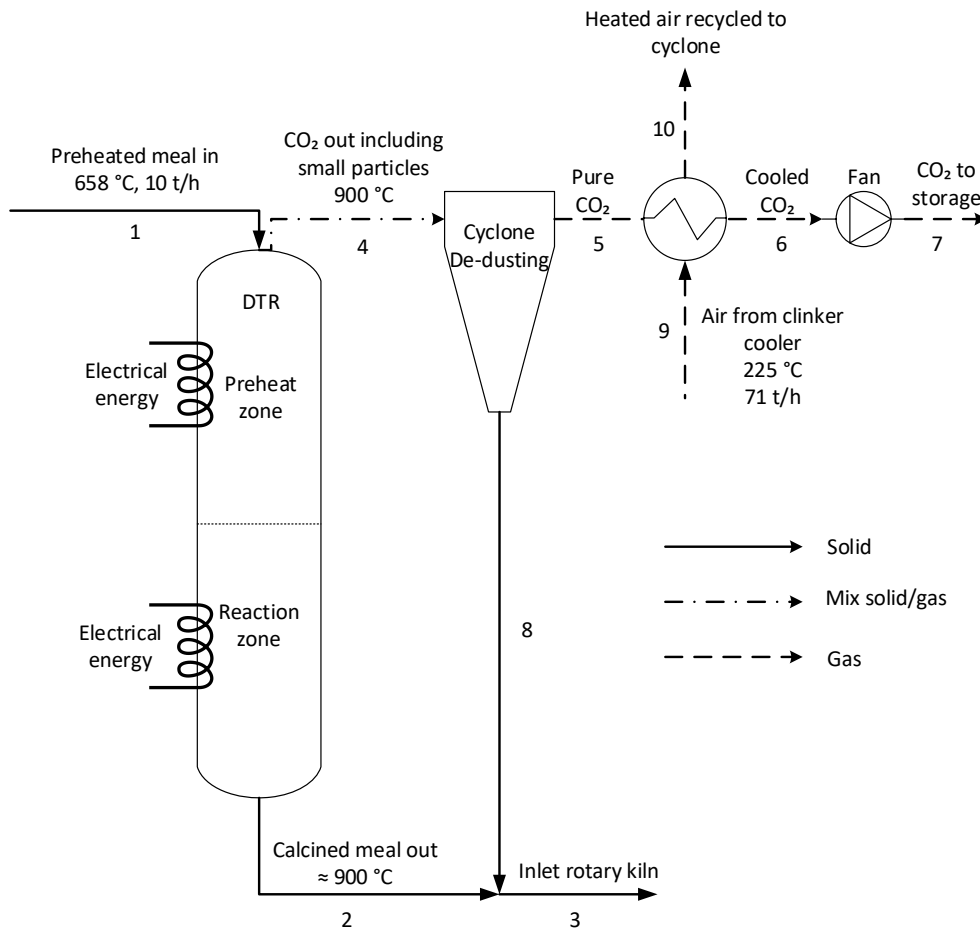 Heated air recycled to
cyclone
10
Preheated meal in
658 °C, 10 t/h
1
CO₂ out including
small particles
900 °C
4
Pure
CO₂
5
Cooled
CO₂
6
Fan
CO₂ to
storage
7
Cyclone
De-dusting
DTR
9
Air from clinker
cooler
225 °C
71 t/h
Electrical
energy
Preheat
zone
Electrical
energy
Reaction
zone
8
Solid
Mix solid/gas
Gas
Calcined meal out
≈ 900 °C
2
Inlet rotary kiln
3